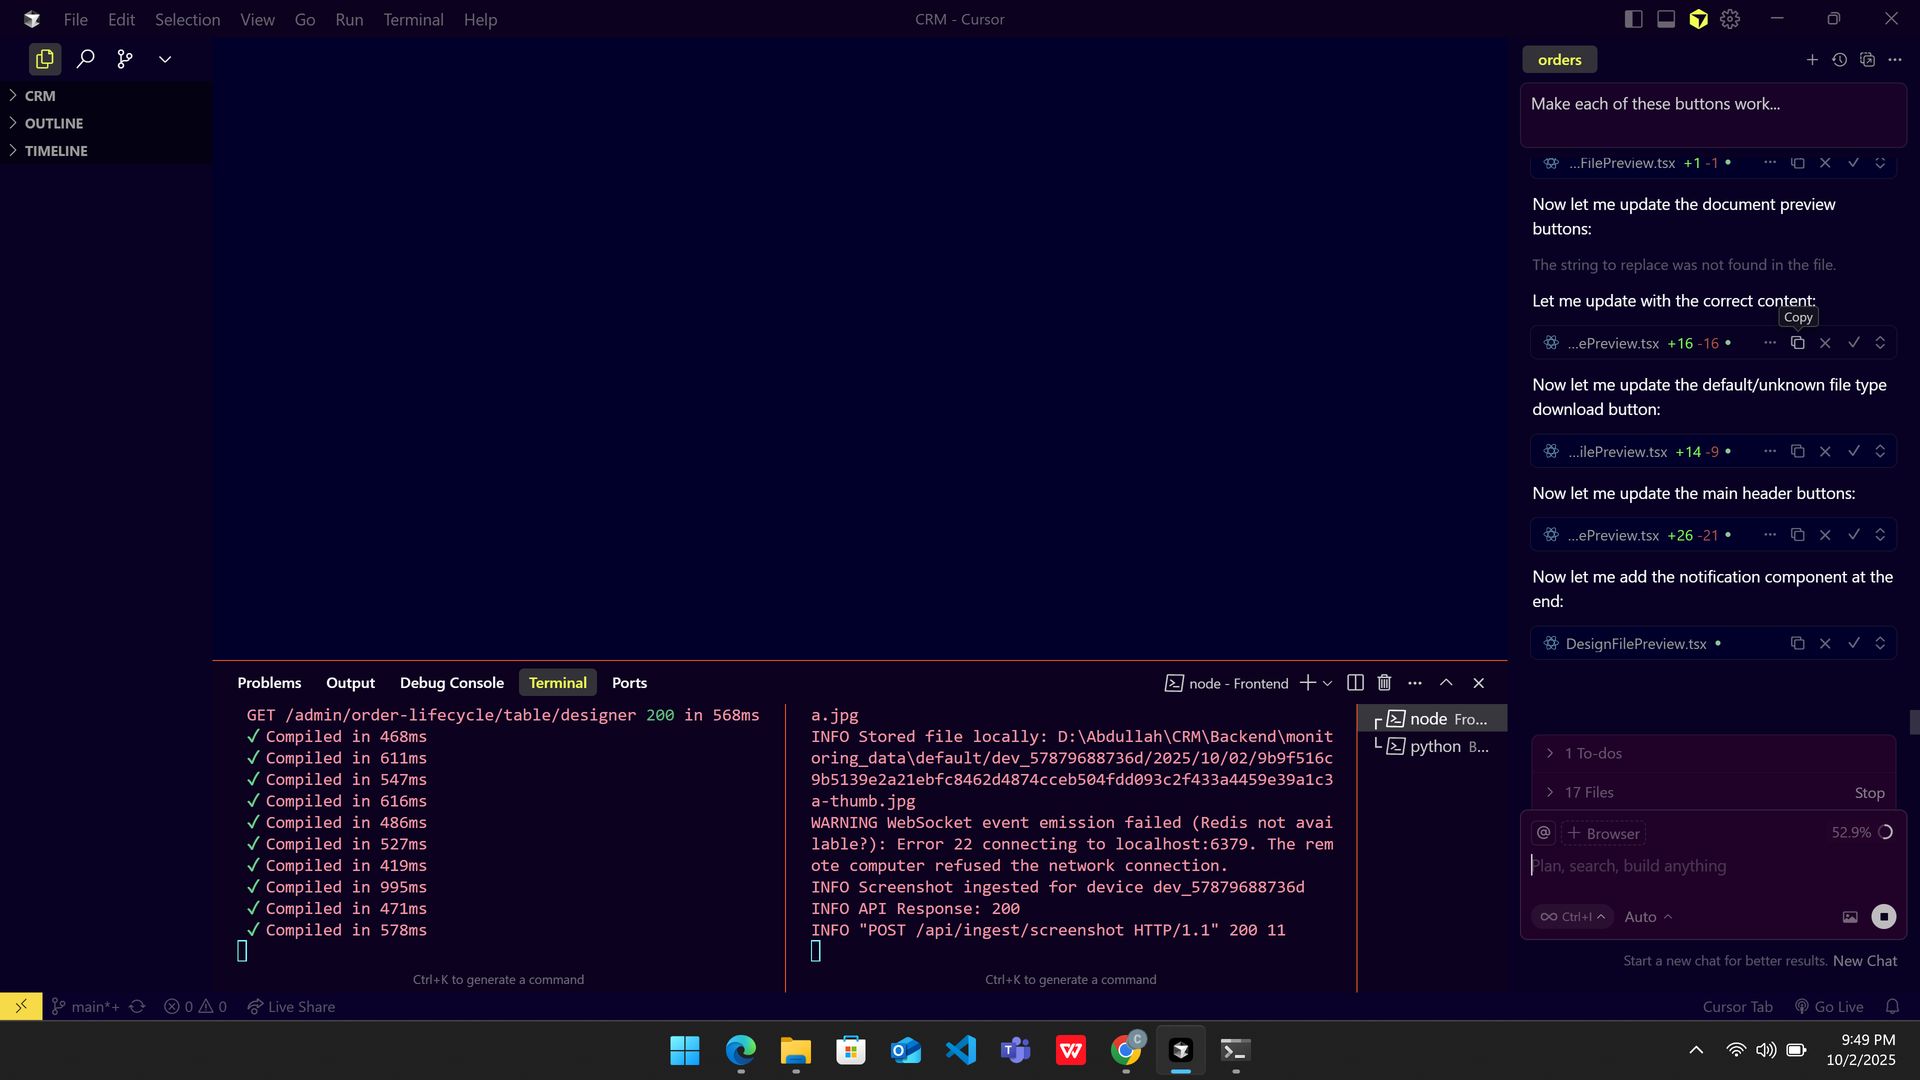 File Edit Selection View Go Run Terminal Help
CRM - Cursor
CRM
OUTLINE
TIMELINE
orders
Make each of these buttons work...
...FilePreview.tsx +1 -1
Now let me update the document preview
buttons:
The string to replace was not found in the file.
Let me update with the correct content:
Copy
...ePreview.tsx +16 -16
Now let me update the default/unknown file type
download button:
...ilePreview.tsx +14 -9
Now let me update the main header buttons:
...ePreview.tsx +26 -21
Now let me add the notification component at the
end:
DesignFilePreview.tsx
1 To-dos
17 Files Stop
@ Browser 52.9%
Plan, search, build anything
Ctrl+I Auto
Start a new chat for better results. New Chat
Problems Output Debug Console Terminal Ports
node - Frontend
GET /admin/order-lifecycle/table/designer 200 in 568ms
✓ Compiled in 468ms
✓ Compiled in 611ms
✓ Compiled in 547ms
✓ Compiled in 616ms
✓ Compiled in 486ms
✓ Compiled in 527ms
✓ Compiled in 419ms
✓ Compiled in 995ms
✓ Compiled in 471ms
✓ Compiled in 578ms
Ctrl+K to generate a command
a.jpg
INFO Stored file locally: D:\Abdullah\CRM\Backend\monit
oring_data\default/dev_57879688736d/2025/10/02/9b9f516c
9b5139e2a21ebfc8462d4874cceb504fdd093c2f433a4459e39a1c3
a-thumb.jpg
WARNING WebSocket event emission failed (Redis not avai
lable?): Error 22 connecting to localhost:6379. The rem
ote computer refused the network connection.
INFO Screenshot ingested for device dev_57879688736d
INFO API Response: 200
INFO "POST /api/ingest/screenshot HTTP/1.1" 200 11
Ctrl+K to generate a command
node Fro...
python B...
main*+ 0 0 Live Share
Cursor Tab Go Live
9:49 PM
10/2/2025